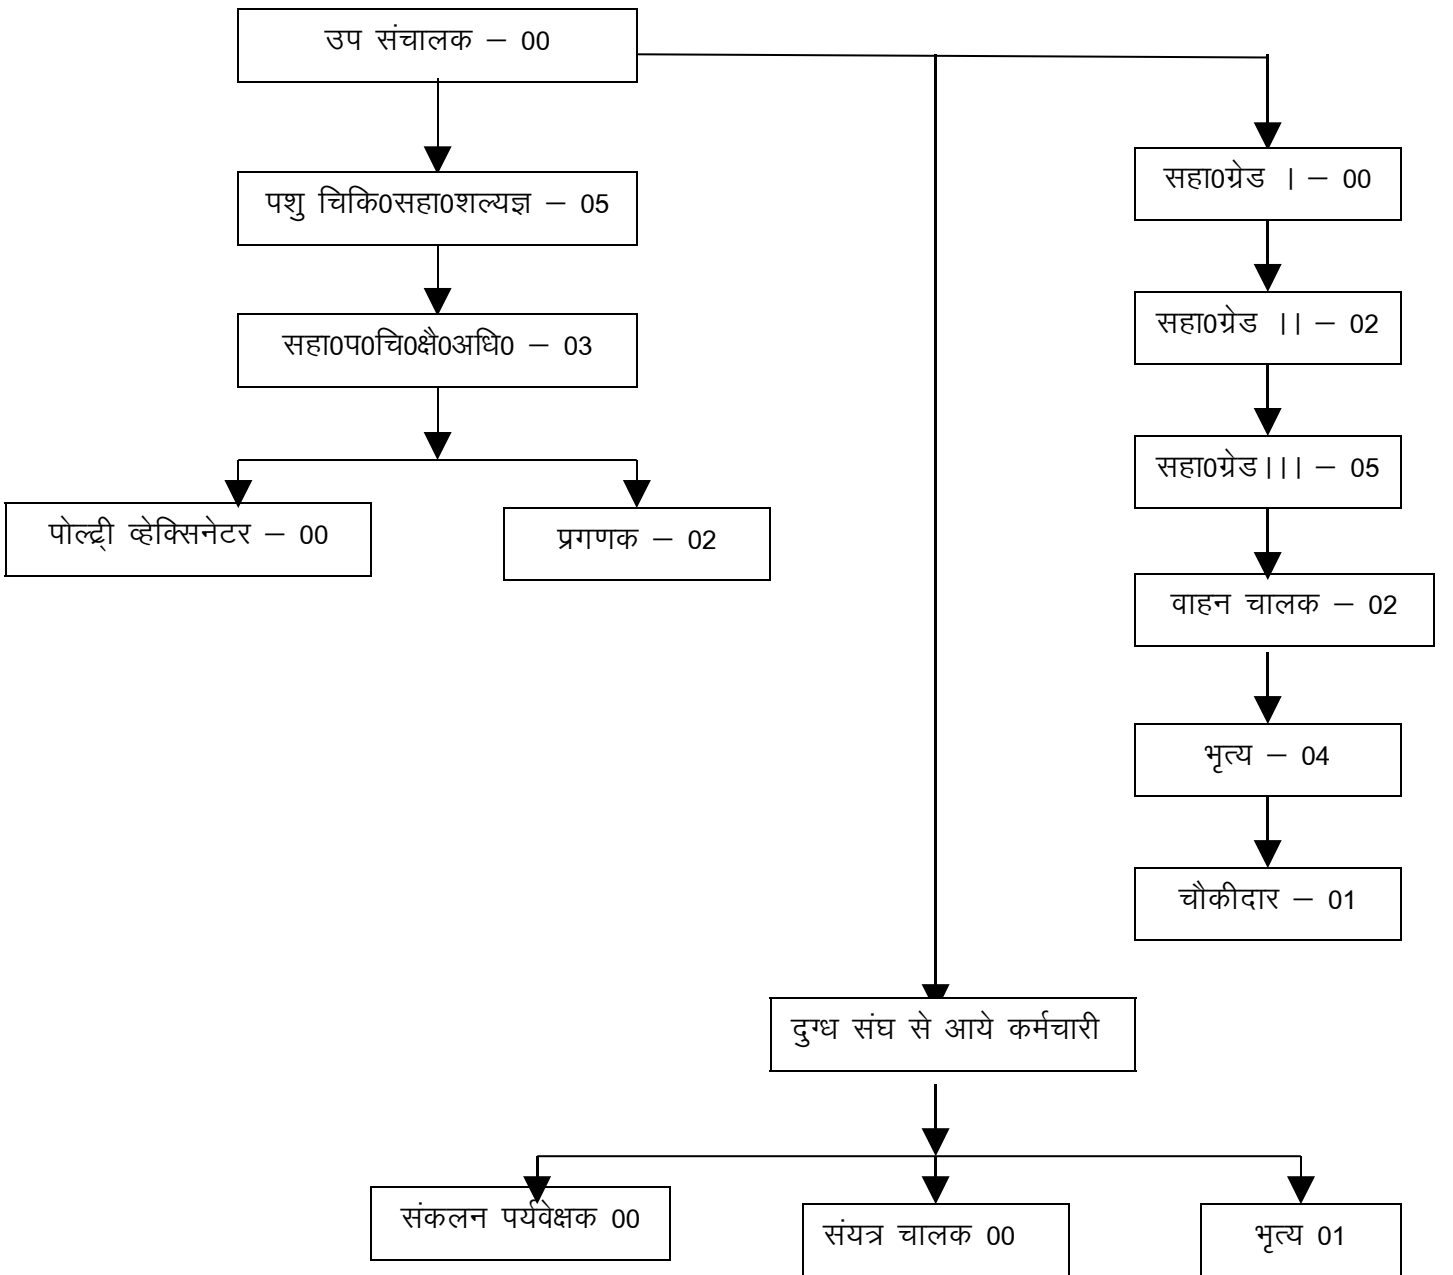 उप संचालक – 00
पशु चिकि0सहा0शल्यज्ञ – 05
सहा0प0चि0क्षै0अधि0 – 03
पोल्ट्री व्हेक्सिनेटर – 00
प्रगणक – 02
सहा0ग्रेड । – 00
सहा0ग्रेड ।। – 02
सहा0ग्रेड।।। – 05
वाहन चालक – 02
भृत्य – 04
चौकीदार – 01
दुग्ध संघ से आये कर्मचारी
संकलन पर्यवेक्षक 00
संयत्र चालक 00
भृत्य 01